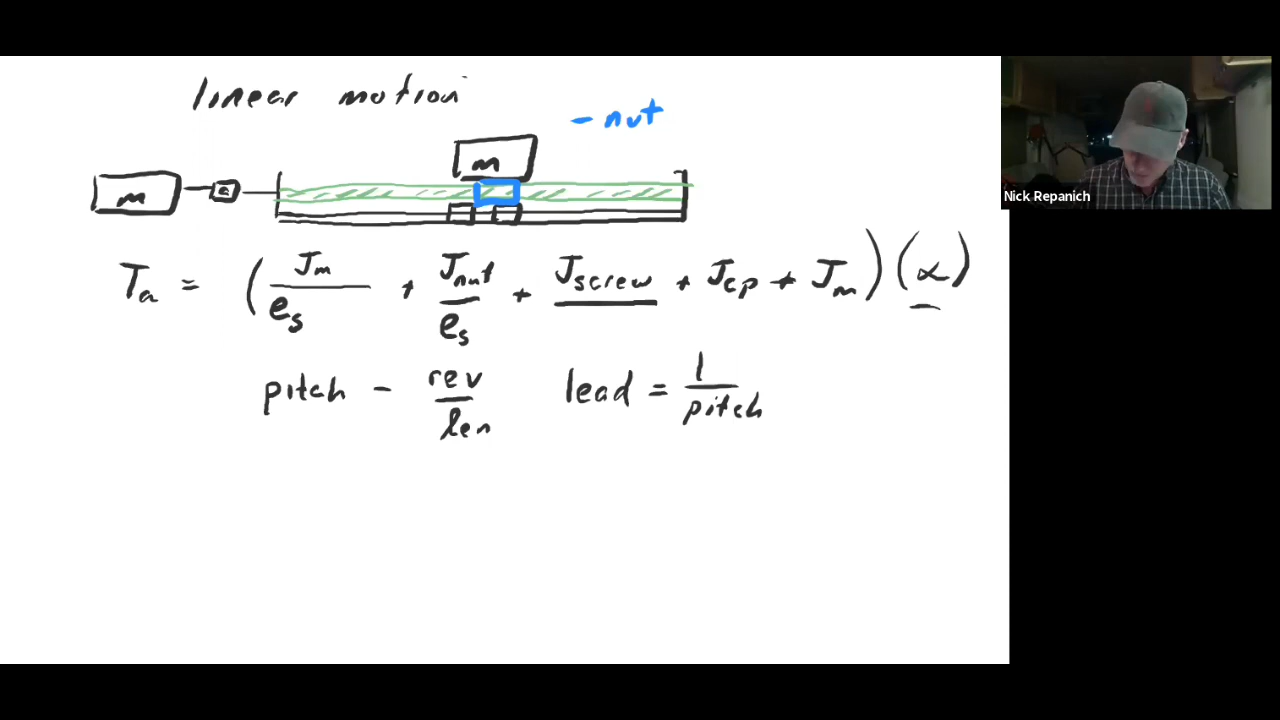 linear motion
- nut
m
m c
Nick Repanich
Ta = (Jm/es + Jnut/es + Jscrew + Jcp + Jm)(α)
pitch - rev/len lead = 1/pitch